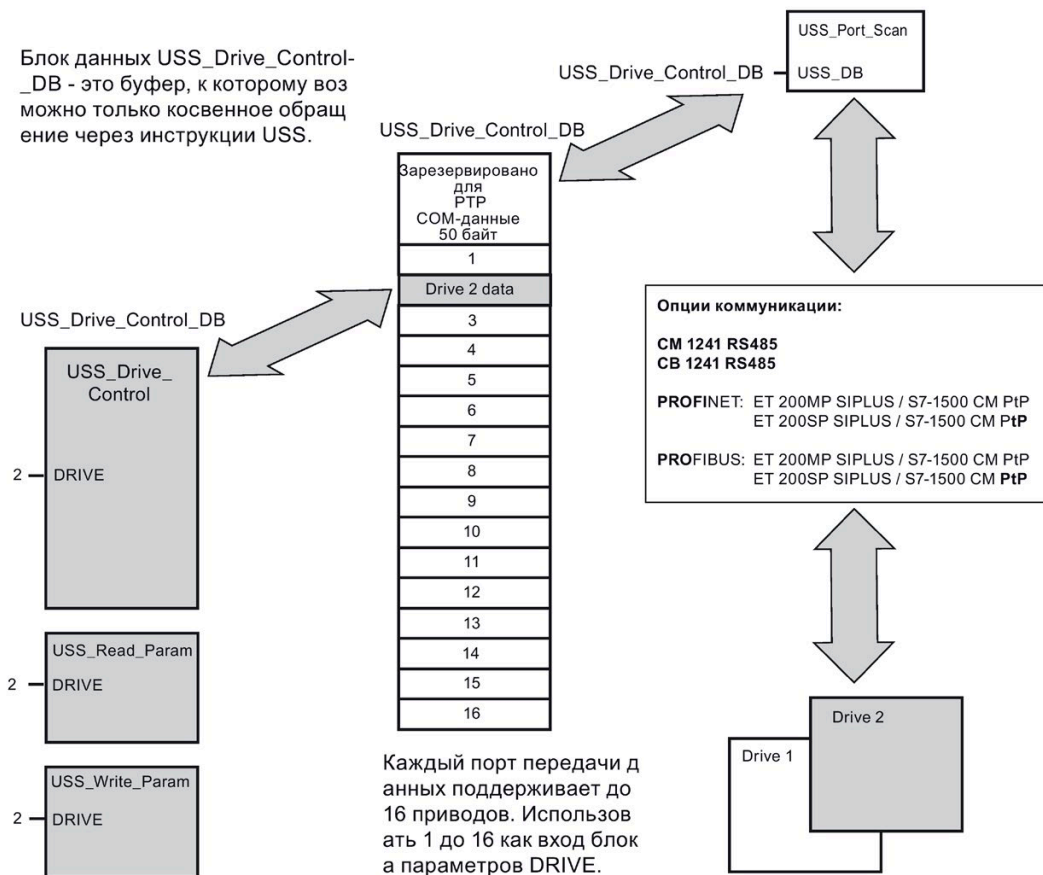 Блок данных USS_Drive_Control-
_DB - это буфер, к которому воз
можно только косвенное обращ
ение через инструкции USS.
USS_Port_Scan
USS_Drive_Control_DB
USS_DB
USS_Drive_Control_DB
Зарезервировано
для
PTP
COM-данные
50 байт
1
Drive 2 data
3
4
5
6
7
8
9
10
11
12
13
14
15
16
USS_Drive_Control_DB
USS_Drive_
Control
2
DRIVE
USS_Read_Param
2
DRIVE
USS_Write_Param
2
DRIVE
Каждый порт передачи д
анных поддерживает до
16 приводов. Использов
ать 1 до 16 как вход блок
а параметров DRIVE.
Опции коммуникации:
CM 1241 RS485
CB 1241 RS485
PROFINET: ET 200MP SIPLUS / S7-1500 CM PtP
ET 200SP SIPLUS / S7-1500 CM PtP
PROFIBUS: ET 200MP SIPLUS / S7-1500 CM PtP
ET 200SP SIPLUS / S7-1500 CM PtP
Drive 2
Drive 1